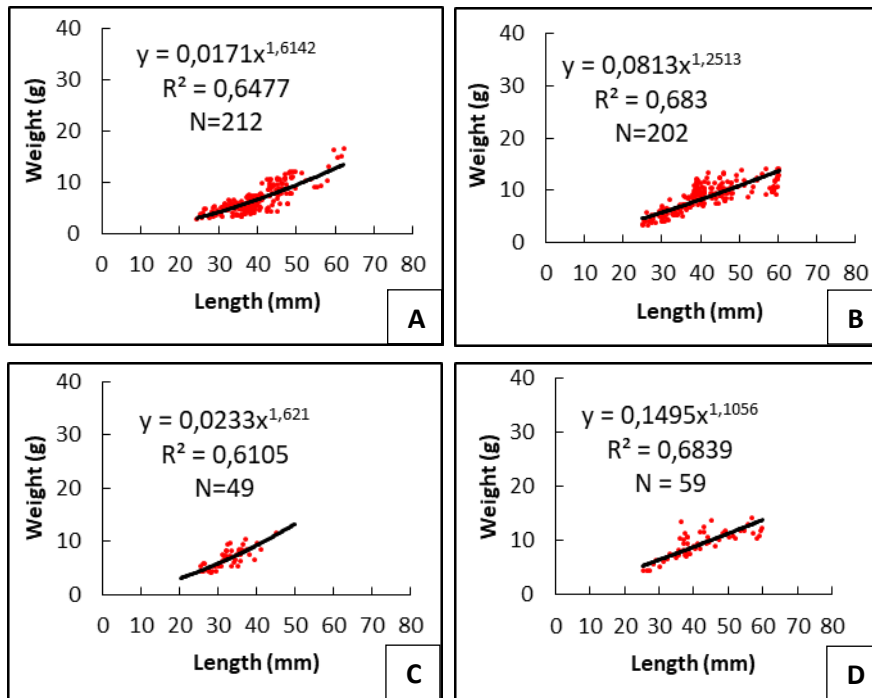 40
30
20
10
0
Weight (g)
y = 0,0171x^1,6142
R² = 0,6477
N=212
0 10 20 30 40 50 60 70 80
Length (mm)
A
40
30
20
10
0
Weight (g)
y = 0,0813x^1,2513
R² = 0,683
N=202
0 10 20 30 40 50 60 70 80
Length (mm)
B
40
30
20
10
0
Weight (g)
y = 0,0233x^1,621
R² = 0,6105
N=49
0 10 20 30 40 50 60 70 80
Length (mm)
C
40
30
20
10
0
Weight (g)
y = 0,1495x^1,1056
R² = 0,6839
N = 59
0 10 20 30 40 50 60 70 80
Length (mm)
D